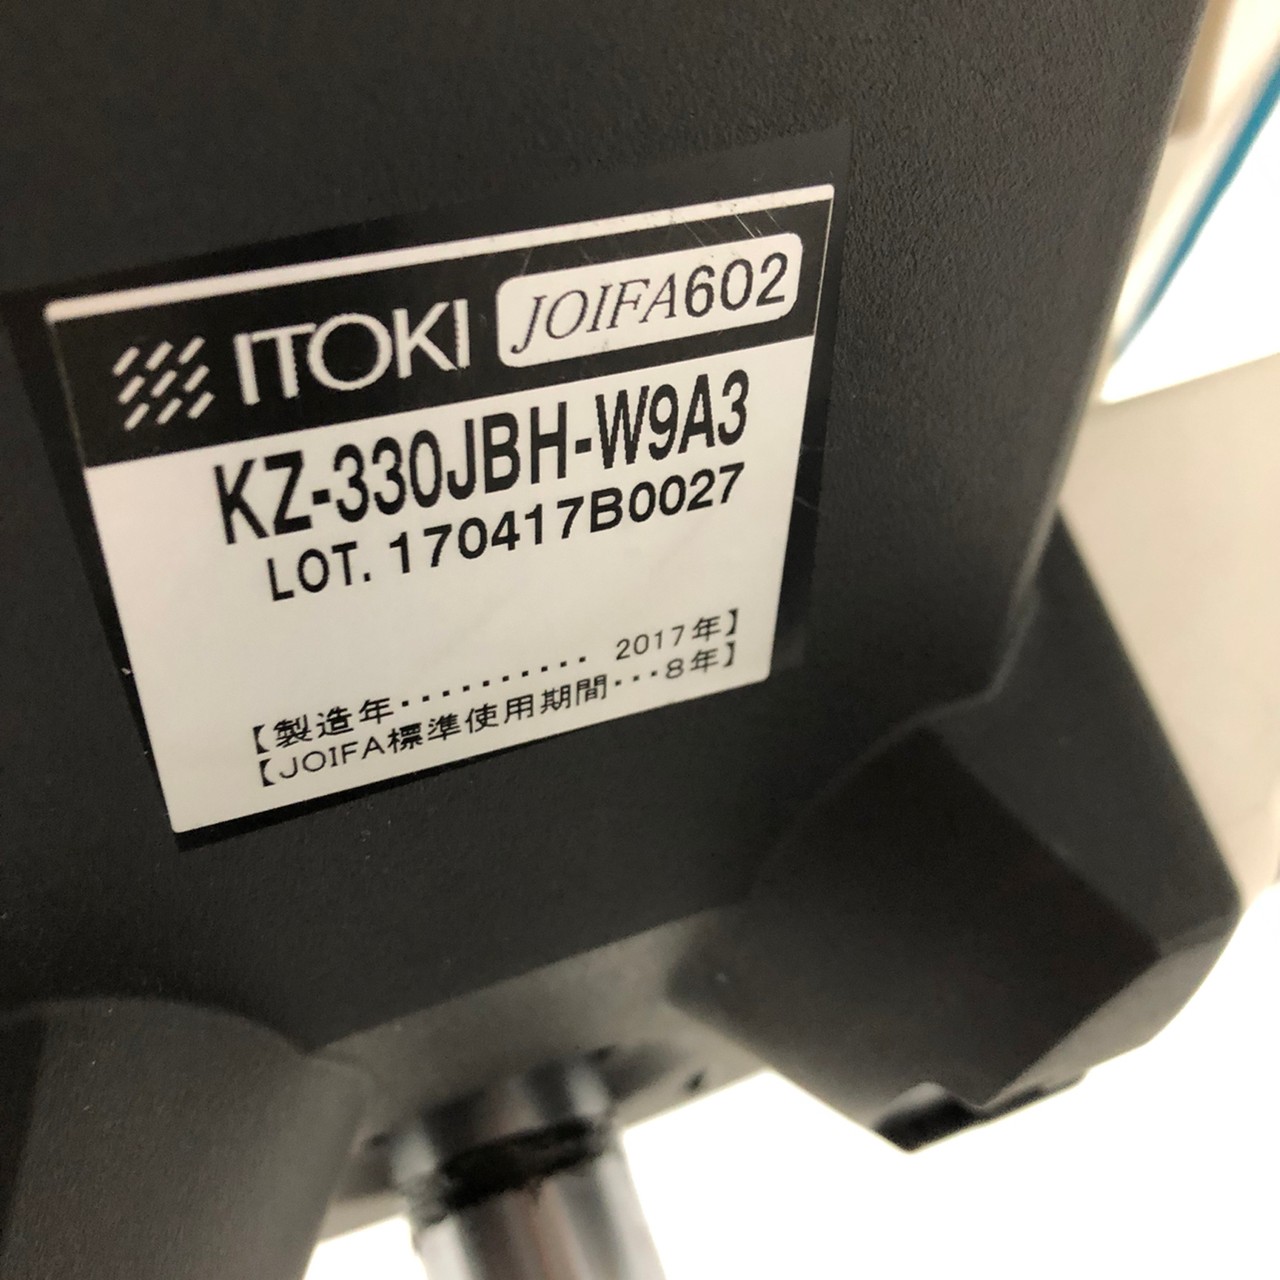 ITOKI JOIFA602
KZ-330JBH-W9A3
LOT. 170417B0027
【製造年・・・・・・・・・・ 2017年】
【JOIFA標準使用期間・・・8年】